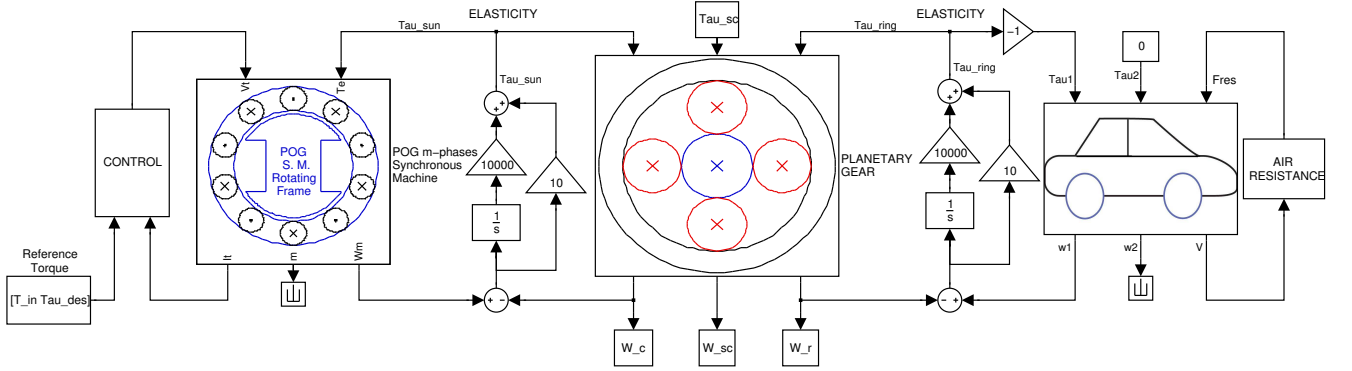 ELASTICITY
Tau_sc
ELASTICITY
Tau_sun
Tau_ring
−1
0
Vt
Te
Tau_sun
Tau_ring
Tau1
Tau2
Fres
CONTROL
POG
S. M.
Rotating
Frame
POG m−phases
Synchronous
Machine
10000
10
PLANETARY
GEAR
10000
10
AIR
RESISTANCE
1
s
1
s
Reference
Torque
It
m
Wm
w1
w2
V
[T_in Tau_des]
+ +
+ −
+ +
− +
W_c
W_sc
W_r